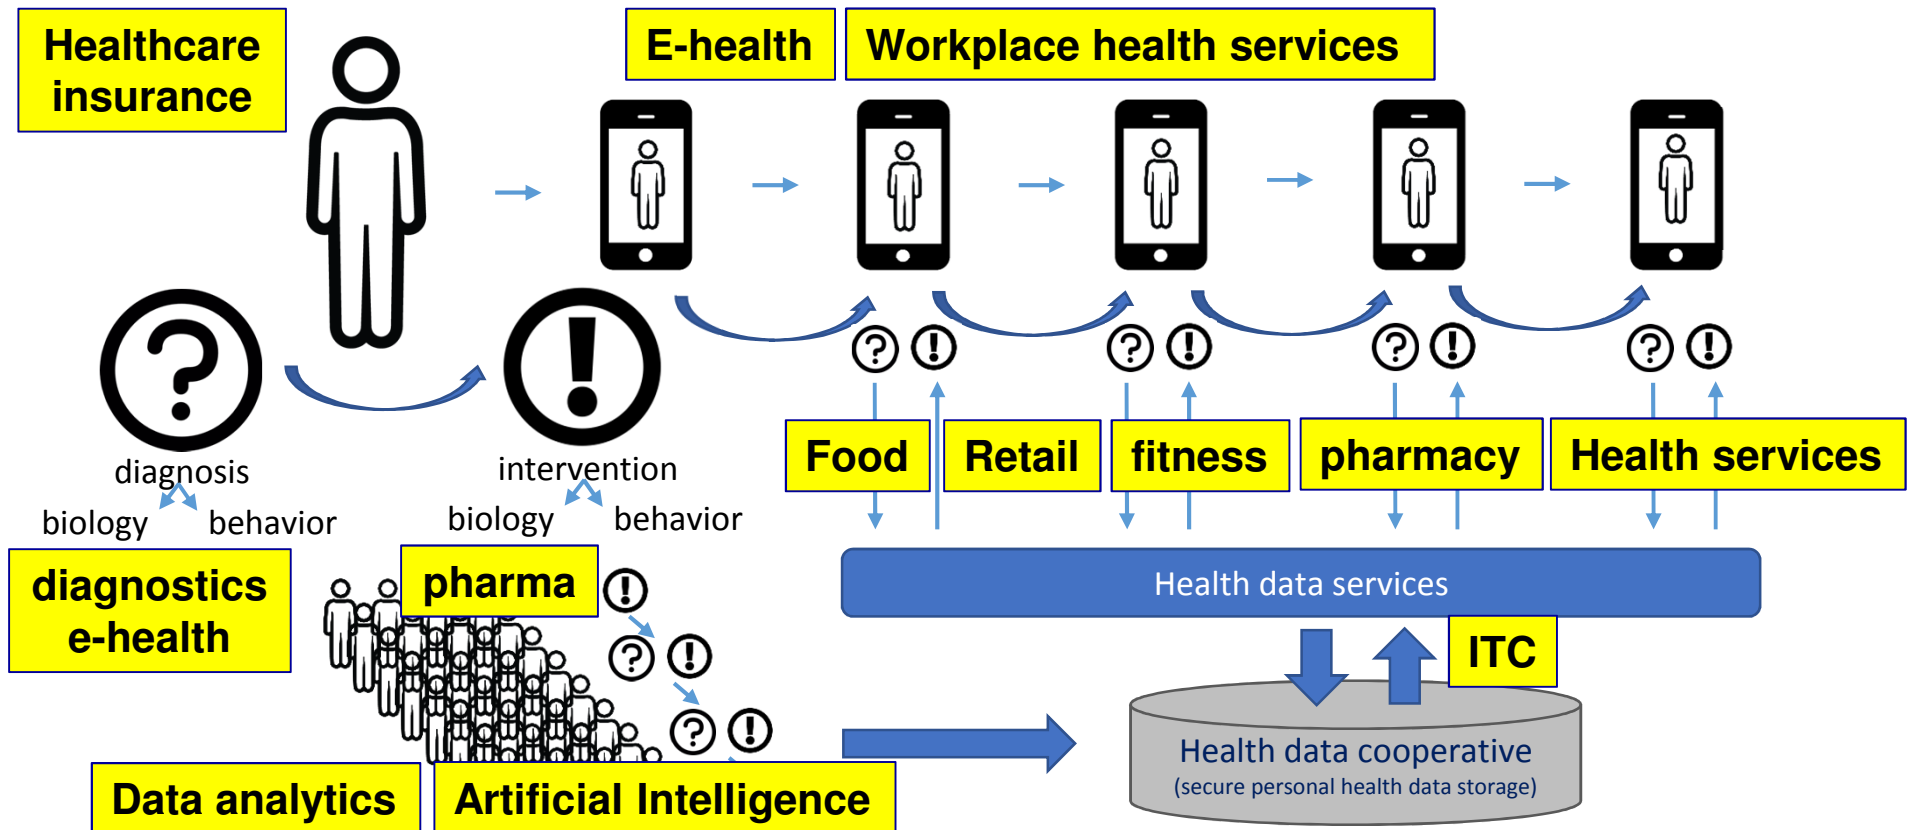 Healthcare
insurance
E-health
Workplace health services
?
!
diagnosis
biology behavior
intervention
biology behavior
? !
? !
? !
? !
Food
Retail
fitness
pharmacy
Health services
diagnostics
e-health
pharma
!
? !
? !
Health data services
ITC
Health data cooperative
(secure personal health data storage)
Data analytics
Artificial Intelligence